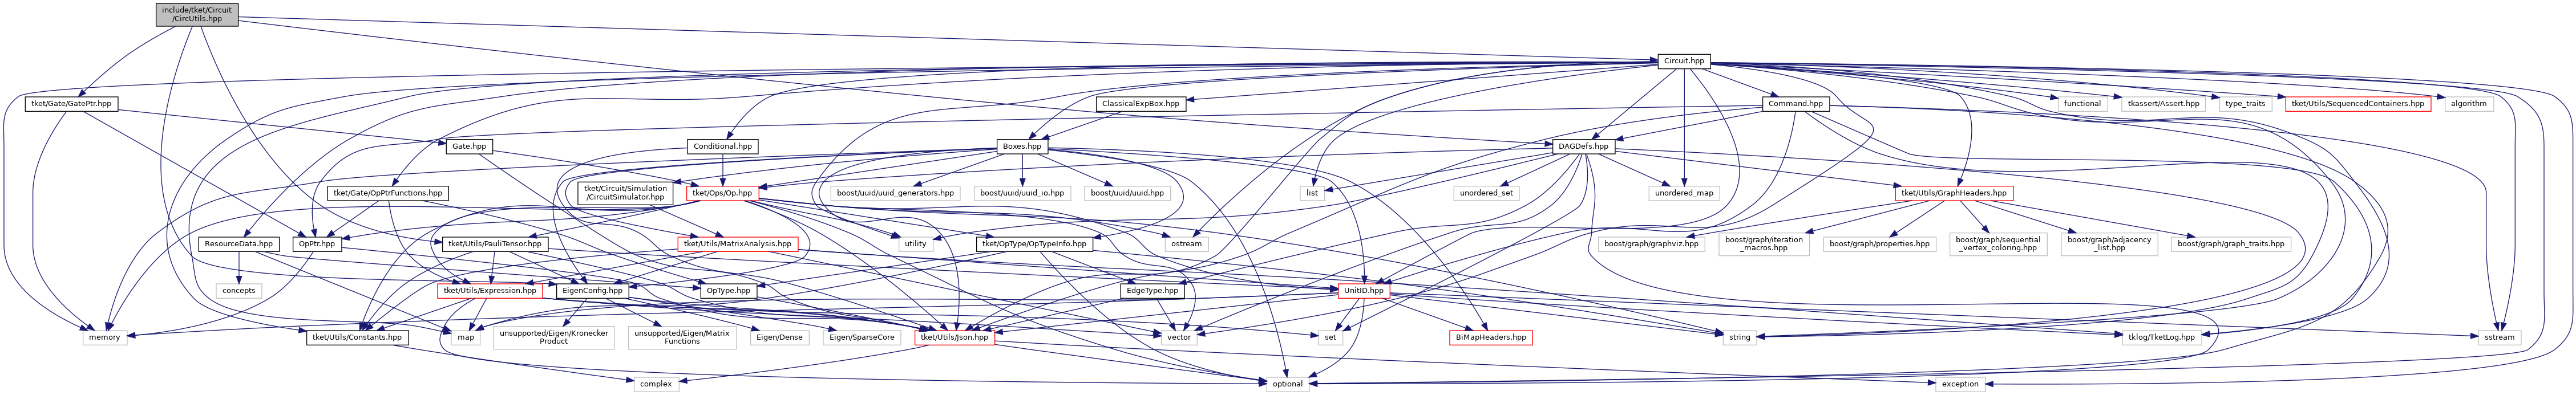 include/tket/Circuit
/CircUtils.hpp
Circuit.hpp
tket/Gate/GatePtr.hpp
ClassicalExpBox.hpp
Command.hpp
functional
tkassert/Assert.hpp
type_traits
tket/Utils/SequencedContainers.hpp
algorithm
Gate.hpp
Conditional.hpp
Boxes.hpp
DAGDefs.hpp
tket/Gate/OpPtrFunctions.hpp
tket/Circuit/Simulation
/CircuitSimulator.hpp
tket/Ops/Op.hpp
boost/uuid/uuid_generators.hpp
boost/uuid/uuid_io.hpp
boost/uuid/uuid.hpp
list
unordered_set
unordered_map
tket/Utils/GraphHeaders.hpp
ResourceData.hpp
OpPtr.hpp
tket/Utils/PauliTensor.hpp
tket/Utils/MatrixAnalysis.hpp
utility
tket/OpType/OpTypeInfo.hpp
ostream
boost/graph/graphviz.hpp
boost/graph/iteration
_macros.hpp
boost/graph/properties.hpp
boost/graph/sequential
_vertex_coloring.hpp
boost/graph/adjacency
_list.hpp
boost/graph/graph_traits.hpp
concepts
tket/Utils/Expression.hpp
EigenConfig.hpp
OpType.hpp
EdgeType.hpp
UnitID.hpp
memory
tket/Utils/Constants.hpp
map
unsupported/Eigen/Kronecker
Product
unsupported/Eigen/Matrix
Functions
Eigen/Dense
Eigen/SparseCore
tket/Utils/Json.hpp
vector
set
BiMapHeaders.hpp
string
tklog/TketLog.hpp
sstream
complex
optional
exception